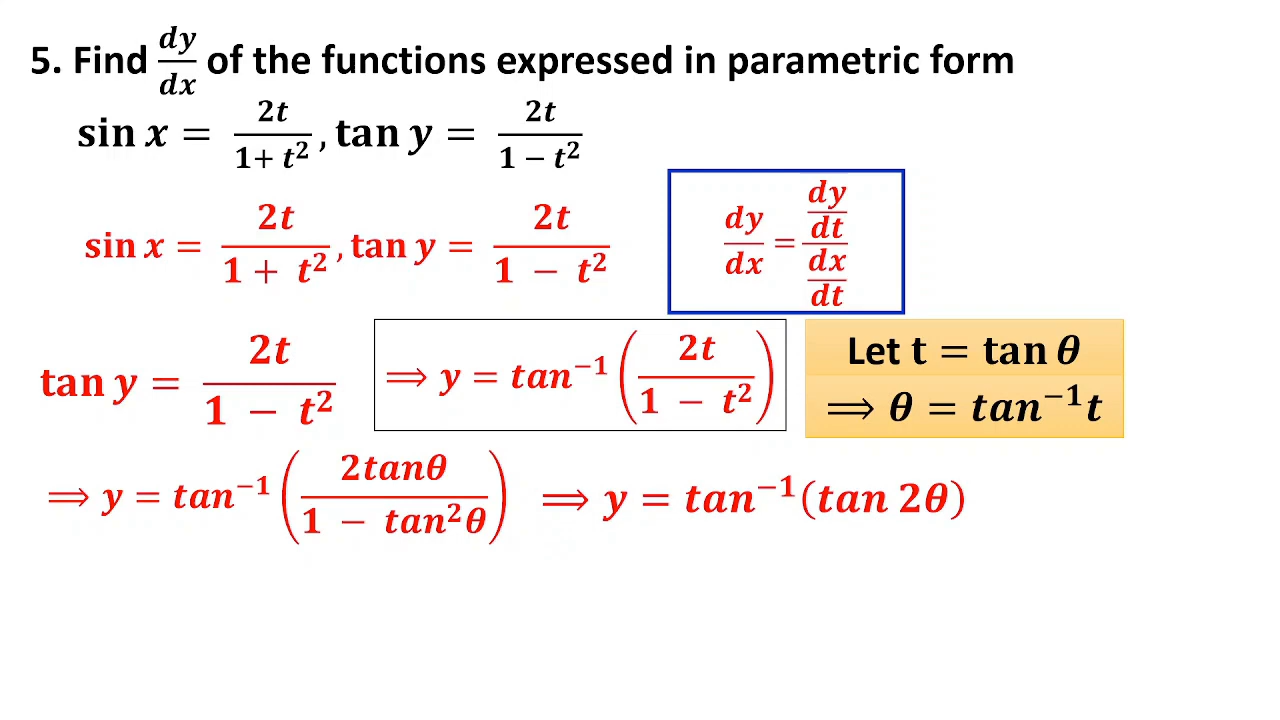 5. Find dy/dx of the functions expressed in parametric form
sin x = 2t/(1+ t²), tan y = 2t/(1 − t²)
sin x = 2t/(1 + t²), tan y = 2t/(1 − t²)
dy/dx = (dy/dt)/(dx/dt)
tan y = 2t/(1 − t²)
⟹ y = tan⁻¹(2t/(1 − t²))
Let t = tan θ
⟹ θ = tan⁻¹t
⟹ y = tan⁻¹(2tanθ/(1 − tan²θ)) ⟹ y = tan⁻¹(tan 2θ)